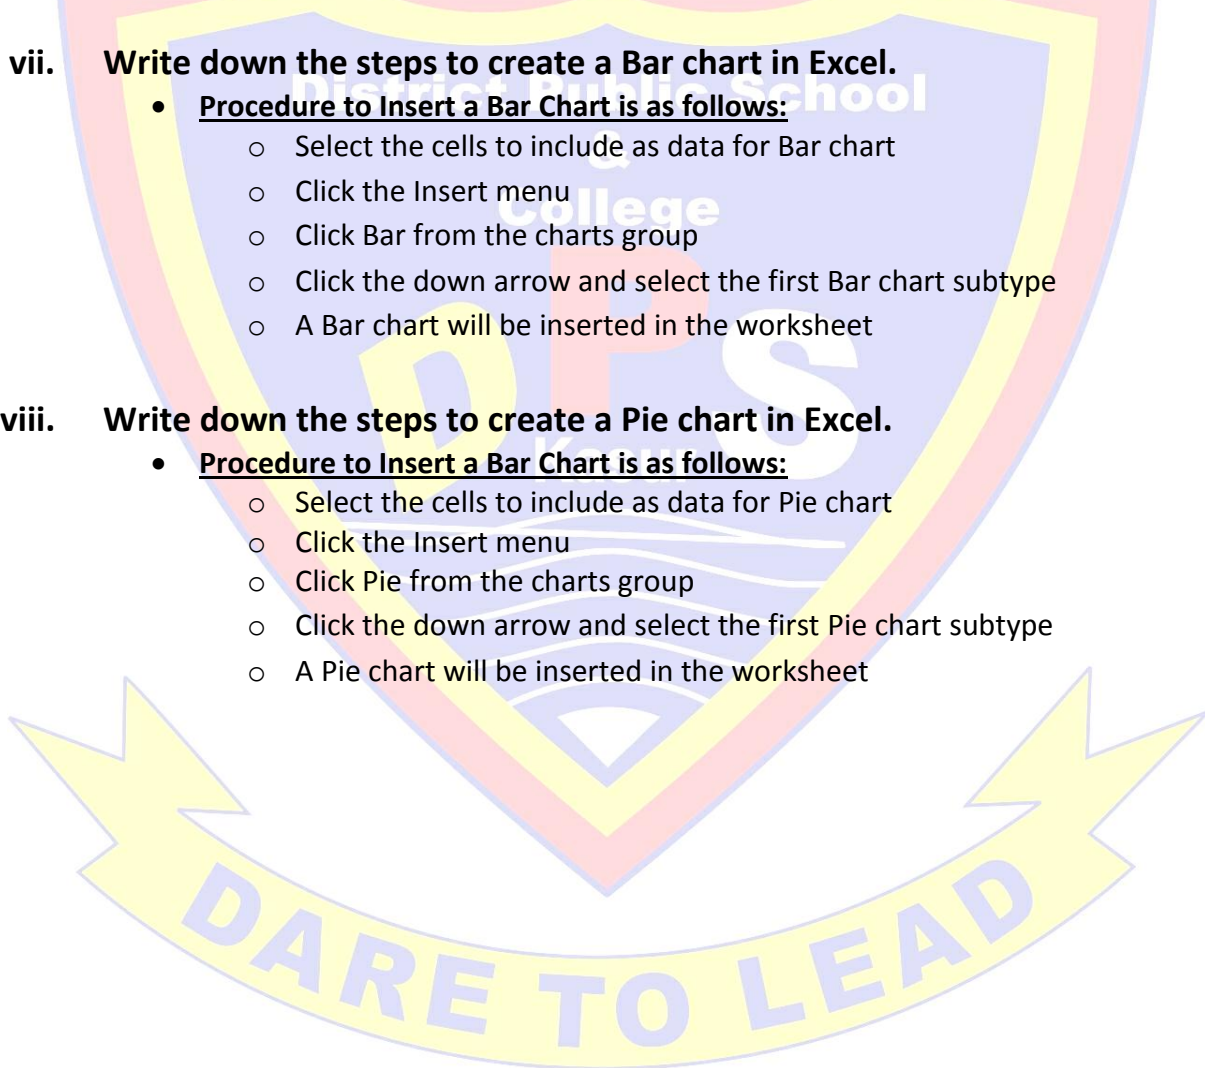 District Public School
vii. Write down the steps to create a Bar chart in Excel.
• Procedure to Insert a Bar Chart is as follows:
o Select the cells to include as data for Bar chart
&
o Click the Insert menu
College
o Click Bar from the charts group
o Click the down arrow and select the first Bar chart subtype
o A Bar chart will be inserted in the worksheet
DPS
viii. Write down the steps to create a Pie chart in Excel.
Kasur
• Procedure to Insert a Bar Chart is as follows:
o Select the cells to include as data for Pie chart
o Click the Insert menu
o Click Pie from the charts group
o Click the down arrow and select the first Pie chart subtype
o A Pie chart will be inserted in the worksheet
DARE TO LEAD